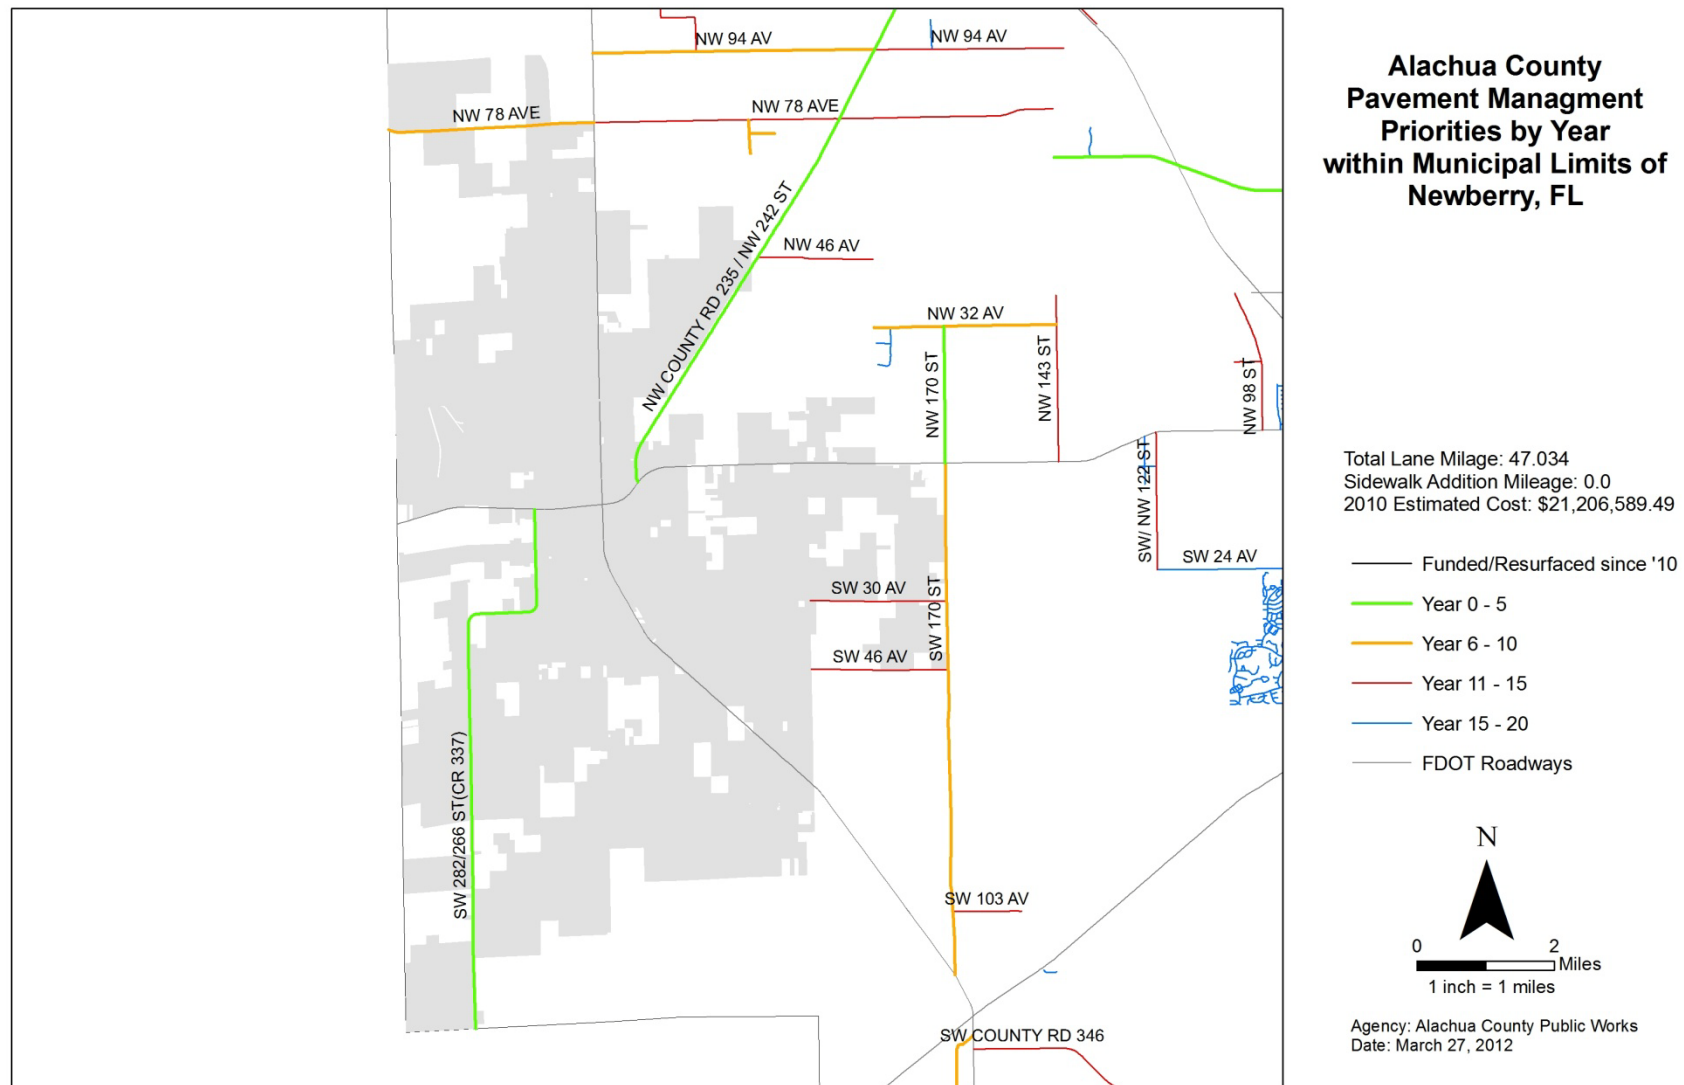 Alachua County
Pavement Managment
Priorities by Year
within Municipal Limits of
Newberry, FL
NW 94 AV
NW 94 AV
NW 78 AVE
NW 78 AVE
NW COUNTY RD 235 / NW 242 ST
NW 46 AV
NW 32 AV
NW 170 ST
NW 143 ST
NW 98 ST
SW/ NW 122 ST
SW 24 AV
SW 30 AV
SW 170 ST
SW 46 AV
SW 282/266 ST(CR 337)
SW 103 AV
SW COUNTY RD 346
Total Lane Milage: 47.034
Sidewalk Addition Mileage: 0.0
2010 Estimated Cost: $21,206,589.49
Funded/Resurfaced since '10
Year 0 - 5
Year 6 - 10
Year 11 - 15
Year 15 - 20
FDOT Roadways
N
0 2
Miles
1 inch = 1 miles
Agency: Alachua County Public Works
Date: March 27, 2012